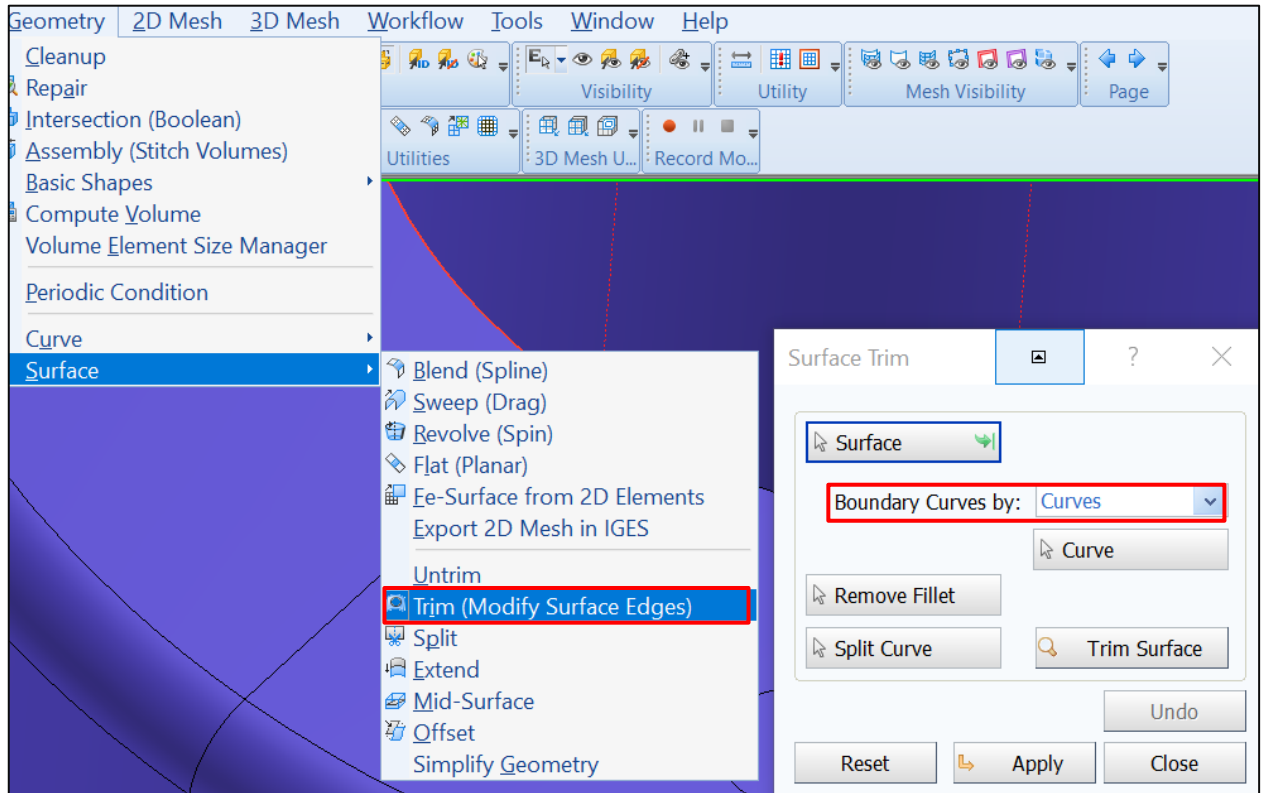 Geometry 2D Mesh 3D Mesh Workflow Tools Window Help
Cleanup
Repair
Intersection (Boolean)
Assembly (Stitch Volumes)
Basic Shapes
Compute Volume
Volume Element Size Manager
Periodic Condition
Curve
Surface
ID
E
Visibility
Utility
Mesh Visibility
Page
Utilities
3D Mesh U...
Record Mo...
Blend (Spline)
Sweep (Drag)
Revolve (Spin)
Flat (Planar)
Fe-Surface from 2D Elements
Export 2D Mesh in IGES
Untrim
Trim (Modify Surface Edges)
Split
Extend
Mid-Surface
Offset
Simplify Geometry
Surface Trim ?
Surface
Boundary Curves by: Curves
Curve
Remove Fillet
Split Curve Trim Surface
Undo
Reset Apply Close